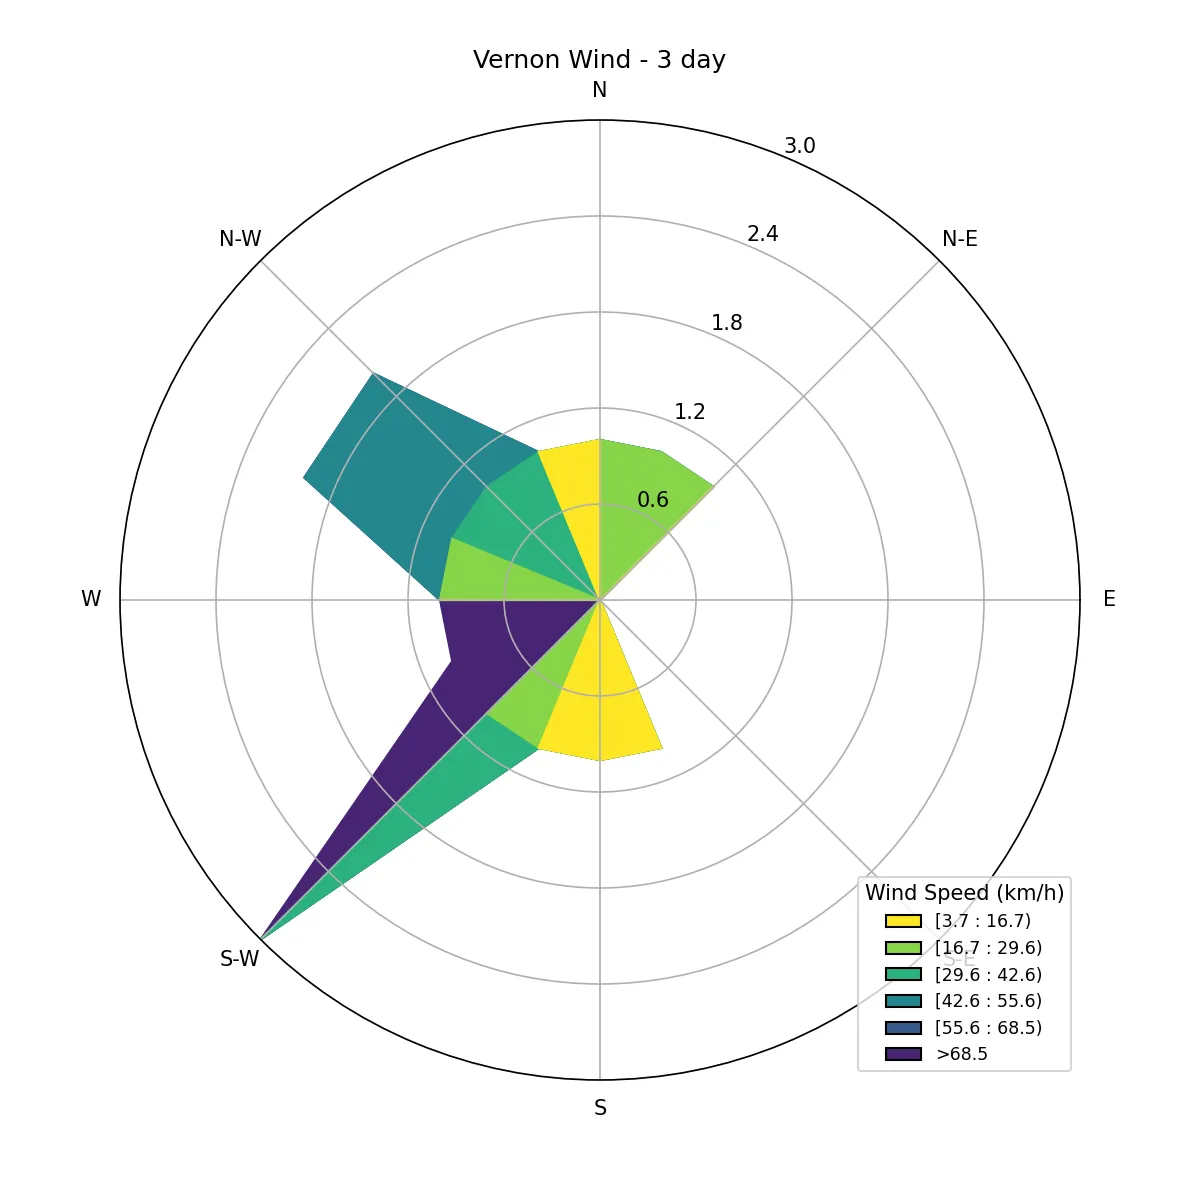 Vernon Wind - 3 day
N
3.0
N-W
N-E
2.4
1.8
1.2
0.6
W
E
S-W
S-E
S
Wind Speed (km/h)
[3.7 : 16.7)
[16.7 : 29.6)
[29.6 : 42.6)
[42.6 : 55.6)
[55.6 : 68.5)
>68.5